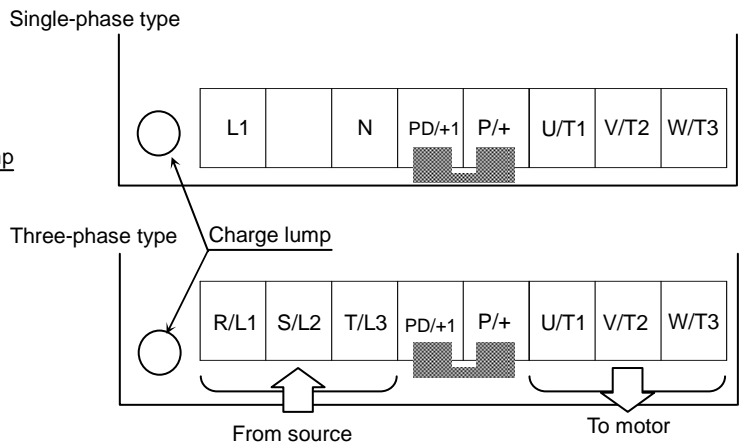 Single-phase type
L1 N PD/+1 P/+ U/T1 V/T2 W/T3
Three-phase type Charge lump
R/L1 S/L2 T/L3 PD/+1 P/+ U/T1 V/T2 W/T3
From source To motor